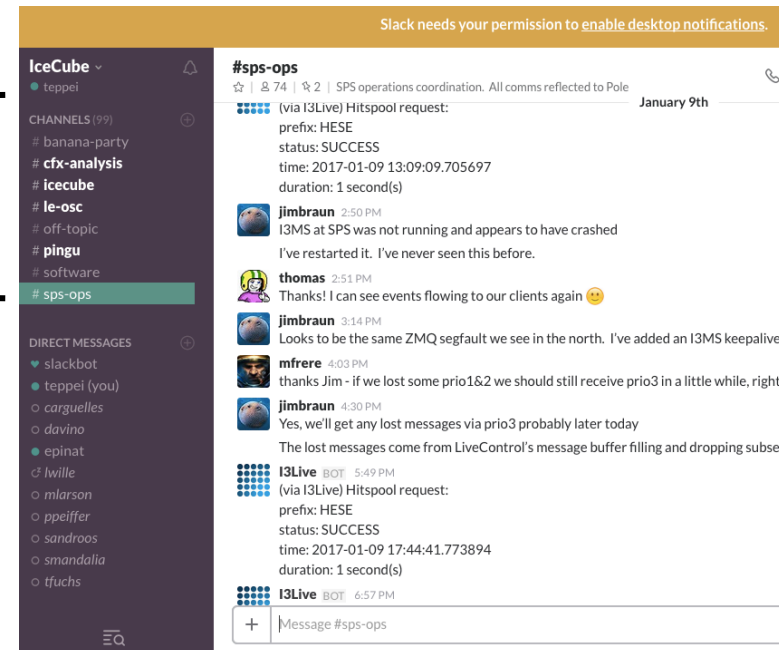 Slack needs your permission to enable desktop notifications.
IceCube
teppei
CHANNELS (99)
# banana-party
# cfx-analysis
# icecube
# le-osc
# off-topic
# pingu
# software
# sps-ops
DIRECT MESSAGES
slackbot
teppei (you)
carguelles
davino
epinat
lwille
mlarson
ppeiffer
sandroos
smandalia
tfuchs
#sps-ops
74 | 2 | SPS operations coordination. All comms reflected to Pole
January 9th
(via I3Live) Hitspool request:
prefix: HESE
status: SUCCESS
time: 2017-01-09 13:09:09.705697
duration: 1 second(s)
jimbraun 2:50 PM
I3MS at SPS was not running and appears to have crashed
I've restarted it. I've never seen this before.
thomas 2:51 PM
Thanks! I can see events flowing to our clients again
jimbraun 3:14 PM
Looks to be the same ZMQ segfault we see in the north. I've added an I3MS keepalive
mfrere 4:03 PM
thanks Jim - if we lost some prio1&2 we should still receive prio3 in a little while, right
jimbraun 4:30 PM
Yes, we'll get any lost messages via prio3 probably later today
The lost messages come from LiveControl's message buffer filling and dropping subse
I3Live BOT 5:49 PM
(via I3Live) Hitspool request:
prefix: HESE
status: SUCCESS
time: 2017-01-09 17:44:41.773894
duration: 1 second(s)
I3Live BOT 6:57 PM
Message #sps-ops